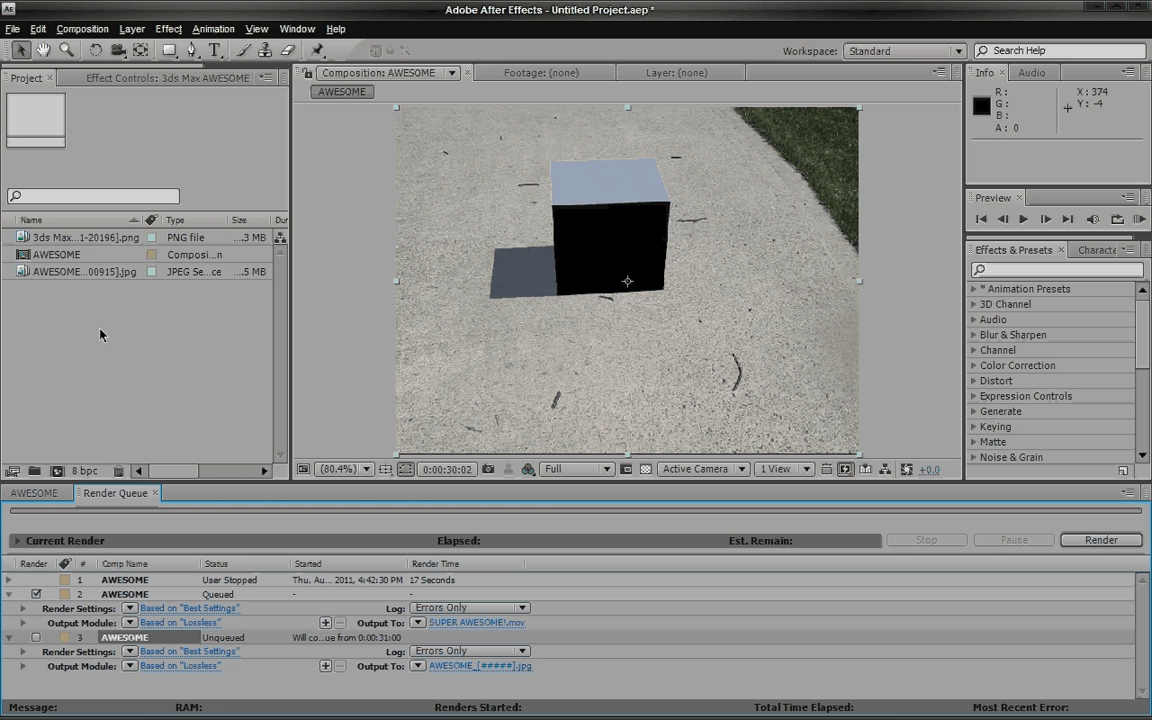 Ae Adobe After Effects - Untitled Project.aep *
File Edit Composition Layer Effect Animation View Window Help
Workspace: Standard Search Help
Project × Effect Controls: 3ds Max AWESOME
Composition: AWESOME × Footage: (none) Layer: (none)
Info × Audio
AWESOME
R: X: 374
G: Y: -4
B:
A: 0
Preview ×
Name Type Size Dur
3ds Max...1-20196].png PNG file ....3 MB
AWESOME Composi...n
AWESOME...00915].jpg JPEG Se...ce ....5 MB
Effects & Presets × Characte
* Animation Presets
3D Channel
Audio
Blur & Sharpen
Channel
Color Correction
Distort
Expression Controls
Generate
Keying
Matte
Noise & Grain
8 bpc
(80.4%) 0:00:30:02 Full Active Camera 1 View +0.0
AWESOME Render Queue ×
Current Render Elapsed: Est. Remain: Stop Pause Render
Render # Comp Name Status Started Render Time
1 AWESOME User Stopped Thu, Au... 2011, 4:42:30 PM 17 Seconds
2 AWESOME Queued - -
Render Settings: Based on "Best Settings" Log: Errors Only
Output Module: Based on "Lossless" + Output To: SUPER AWESOME!.mov
3 AWESOME Unqueued Will co...ue from 0:00:31:00
Render Settings: Based on "Best Settings" Log: Errors Only
Output Module: Based on "Lossless" + Output To: AWESOME_[#####].jpg
Message: RAM: Renders Started: Total Time Elapsed: Most Recent Error: